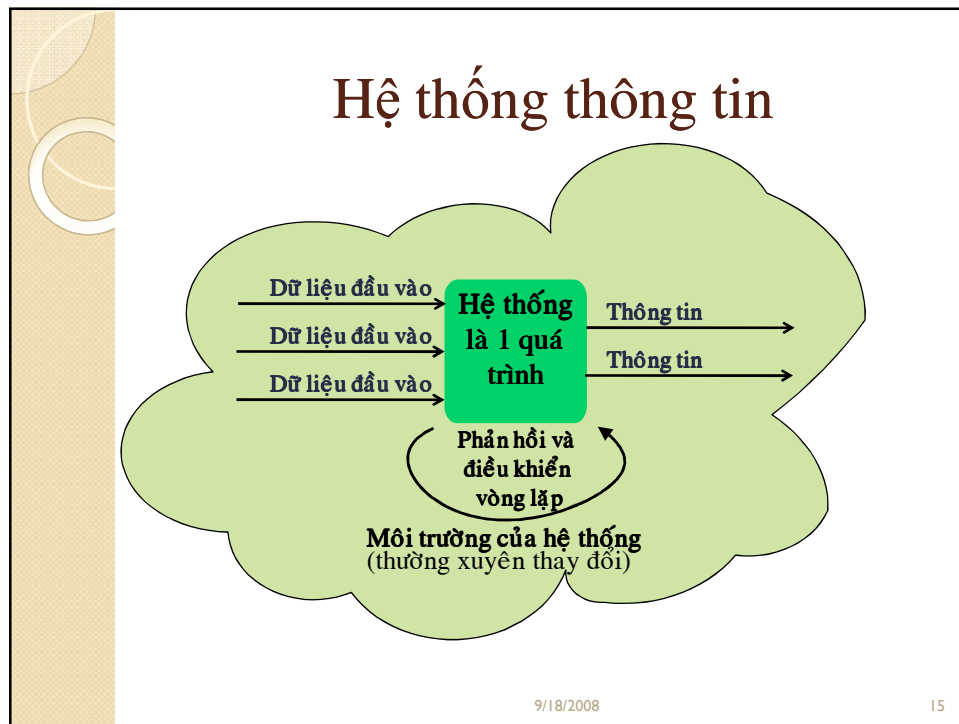 Hệ thống thông tin
Dữ liệu đầu vào
Dữ liệu đầu vào
Dữ liệu đầu vào
Hệ thống
là 1 quá
trình
Thông tin
Thông tin
Phản hồi và
điều khiển
vòng lặp
Môi trường của hệ thống
(thường xuyên thay đổi)
9/18/2008
15